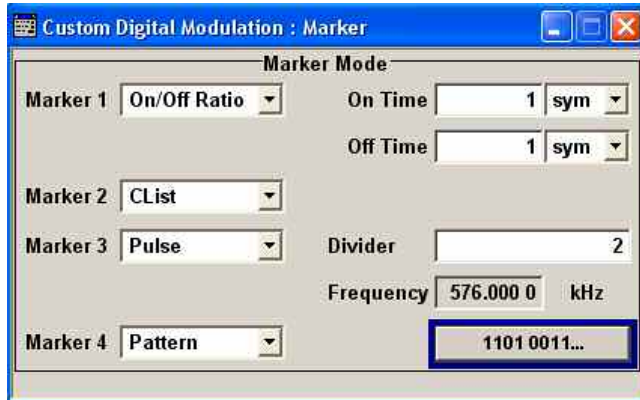 Custom Digital Modulation : Marker
Marker Mode
Marker 1 On/Off Ratio On Time 1 sym
Off Time 1 sym
Marker 2 CList
Marker 3 Pulse Divider 2
Frequency 576.000 0 kHz
Marker 4 Pattern 1101 0011...